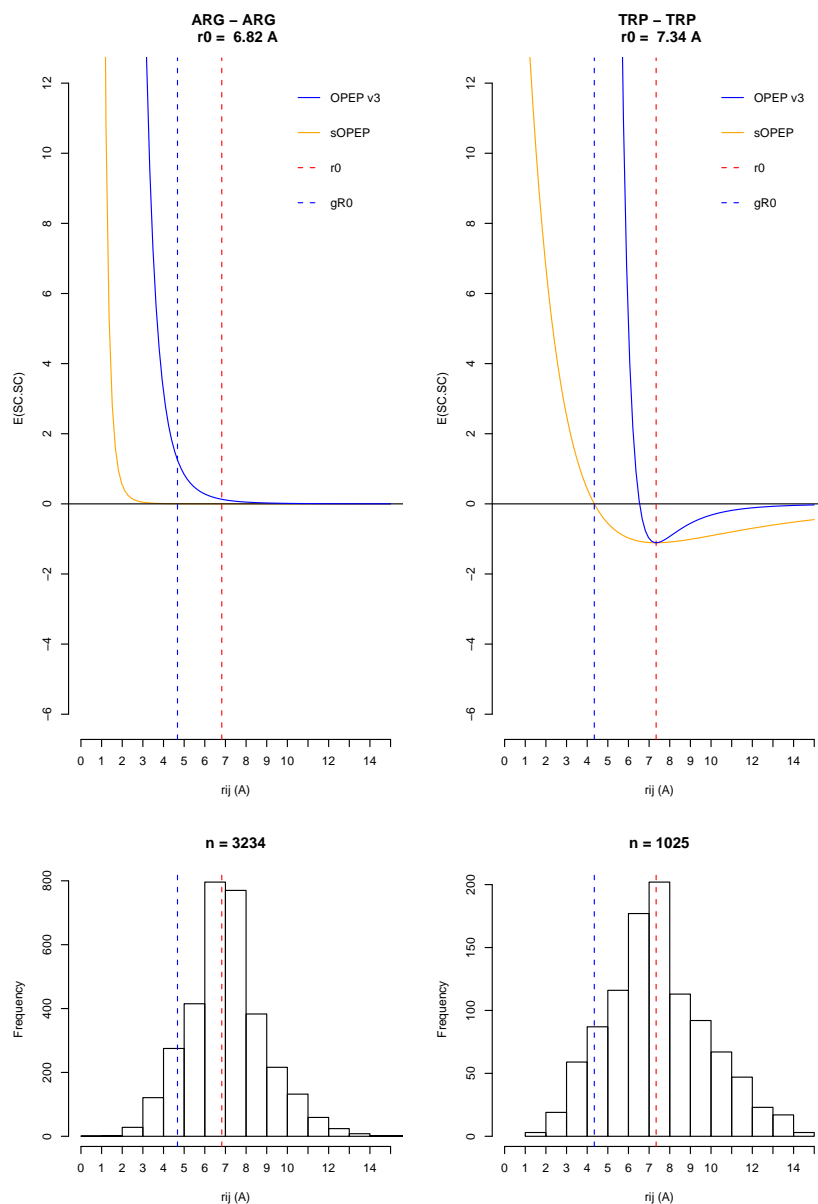 ARG − ARG
r0 = 6.82 A
E(SC.SC)
12
10
8
6
4
2
0
−2
−4
−6
OPEP v3
sOPEP
r0
gR0
0 1 2 3 4 5 6 7 8 9 10 12 14
rij (A)
TRP − TRP
r0 = 7.34 A
E(SC.SC)
12
10
8
6
4
2
0
−2
−4
−6
OPEP v3
sOPEP
r0
gR0
0 1 2 3 4 5 6 7 8 9 10 12 14
rij (A)
n = 3234
Frequency
800
600
400
200
0
0 1 2 3 4 5 6 7 8 9 10 12 14
rij (A)
n = 1025
Frequency
200
150
100
50
0
0 1 2 3 4 5 6 7 8 9 10 12 14
rij (A)